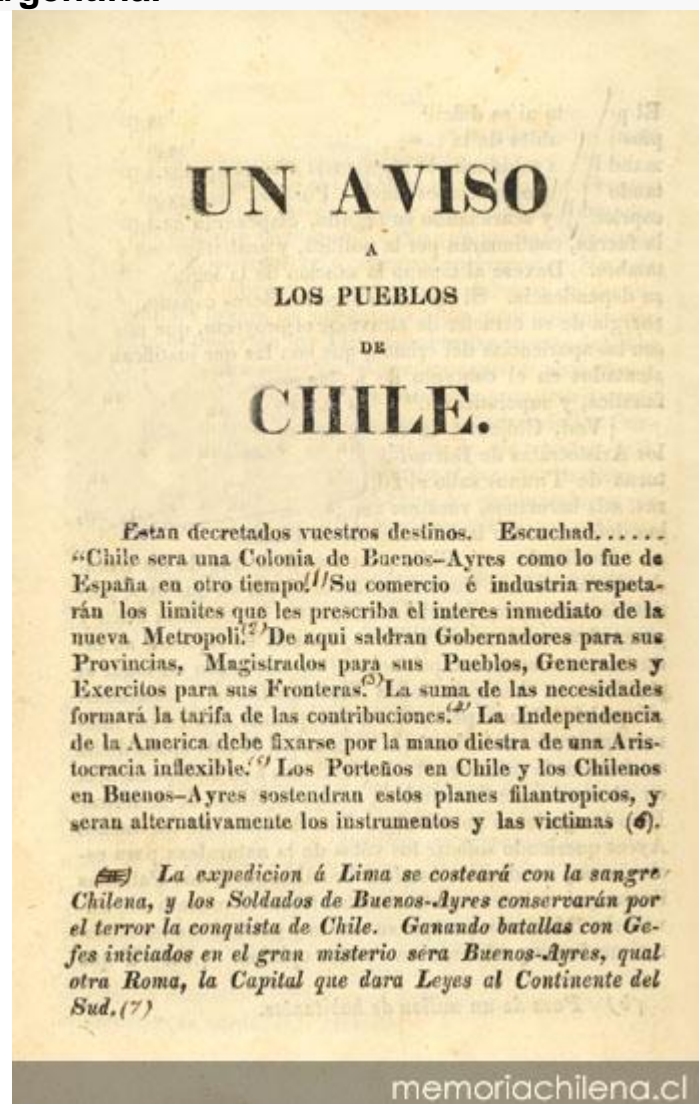 UN AVISO
A
LOS PUEBLOS
DE
CHILE.
Estan decretados vuestros destinos. Escuchad......
“Chile sera una Colonia de Buenos-Ayres como lo fue de
España en otro tiempo.(1) Su comercio é industria respeta-
rán los limites que les prescriba el interes inmediato de la
nueva Metropoli.(2) De aqui saldran Gobernadores para sus
Provincias, Magistrados para sus Pueblos, Generales y
Exercitos para sus Fronteras.(3) La suma de las necesidades
formará la tarifa de las contribuciones.(4) La Independencia
de la America debe fixarse por la mano diestra de una Aris-
tocracia inflexible. Los Porteños en Chile y los Chilenos
en Buenos-Ayres sostendran estos planes filantropicos, y
seran alternativamente los instrumentos y las victimas (6).
La expedicion á Lima se costeará con la sangre
Chilena, y los Soldados de Buenos-Ayres conservarán por
el terror la conquista de Chile. Ganando batallas con Ge-
fes iniciados en el gran misterio sera Buenos-Ayres, qual
otra Roma, la Capital que dara Leyes al Continente del
Sud.(7)
memoriachilena.cl